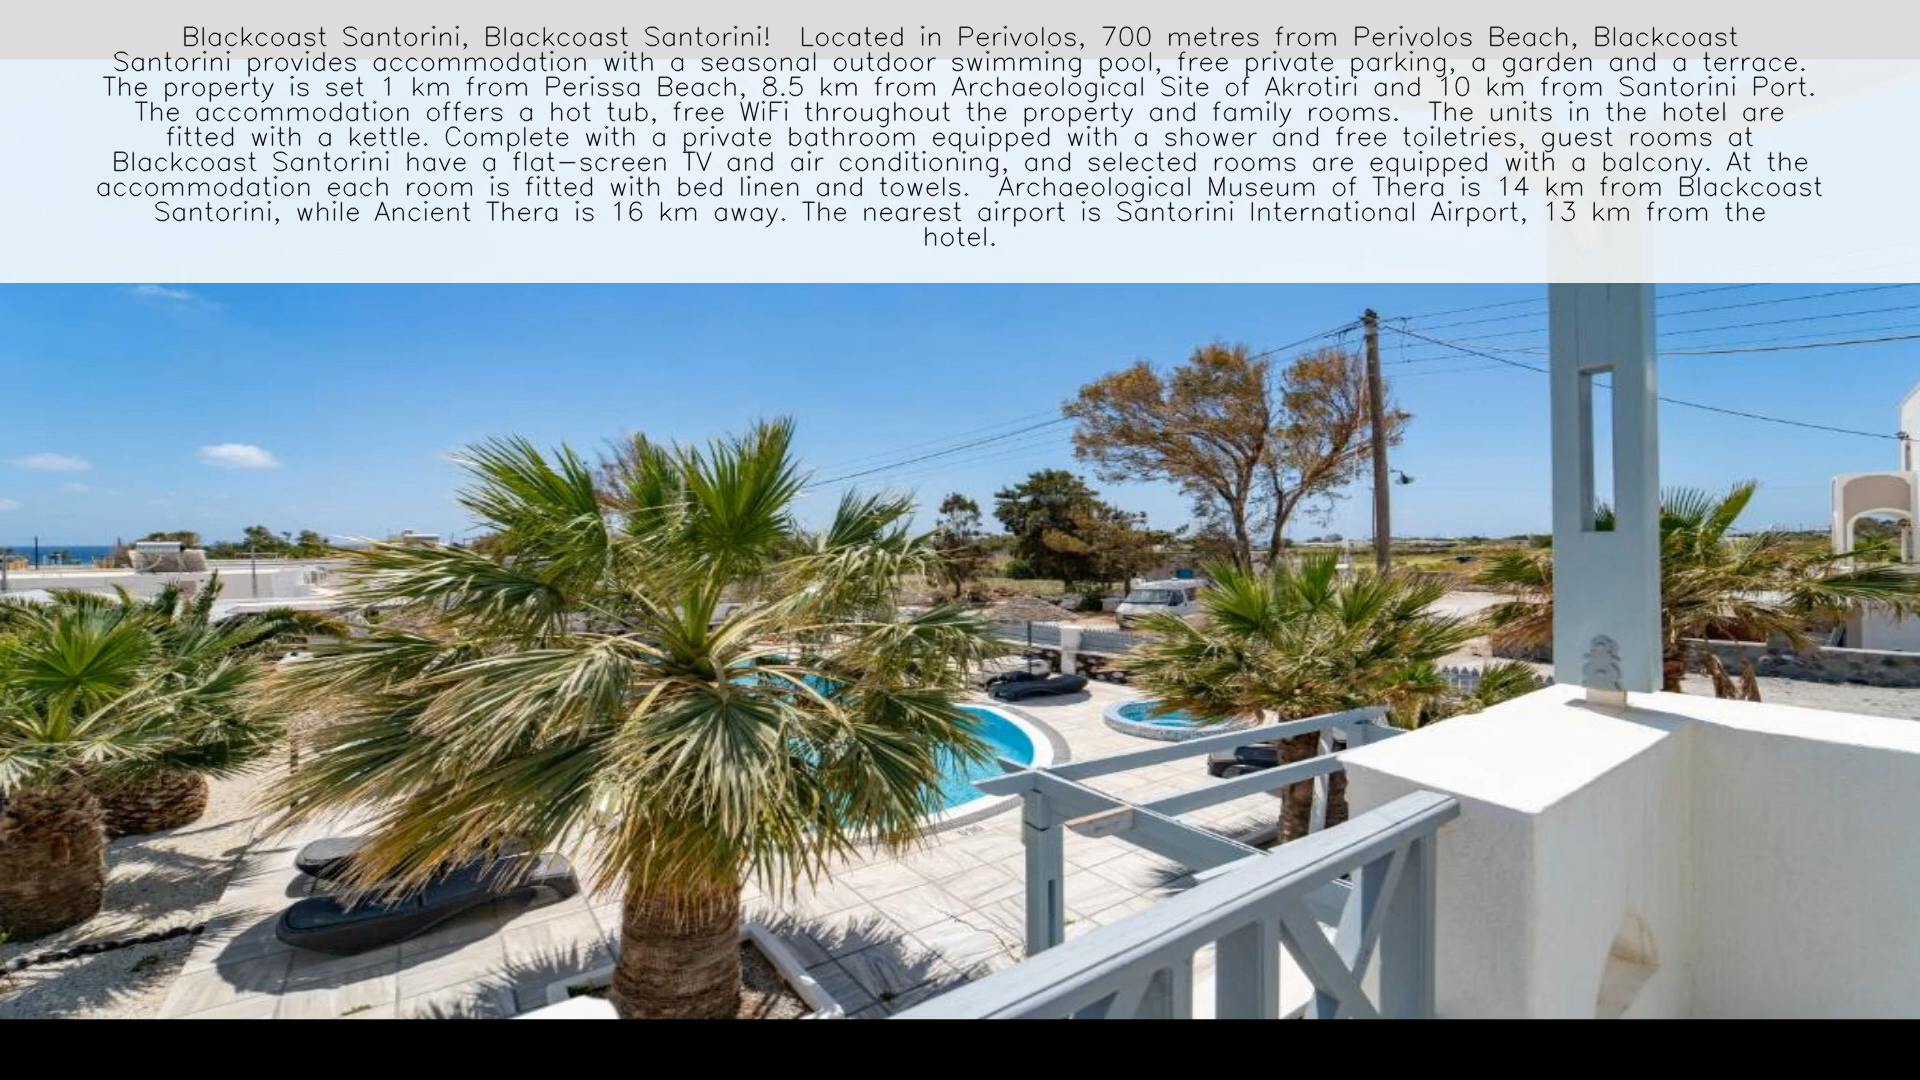 Blackcoast Santorini, Blackcoast Santorini!  Located in Perivolos, 700 metres from Perivolos Beach, Blackcoast
Santorini provides accommodation with a seasonal outdoor swimming pool, free private parking, a garden and a terrace.
The property is set 1 km from Perissa Beach, 8.5 km from Archaeological Site of Akrotiri and 10 km from Santorini Port.
The accommodation offers a hot tub, free WiFi throughout the property and family rooms.  The units in the hotel are
fitted with a kettle. Complete with a private bathroom equipped with a shower and free toiletries, guest rooms at
Blackcoast Santorini have a flat-screen TV and air conditioning, and selected rooms are equipped with a balcony. At the
accommodation each room is fitted with bed linen and towels.  Archaeological Museum of Thera is 14 km from Blackcoast
Santorini, while Ancient Thera is 16 km away. The nearest airport is Santorini International Airport, 13 km from the
hotel.